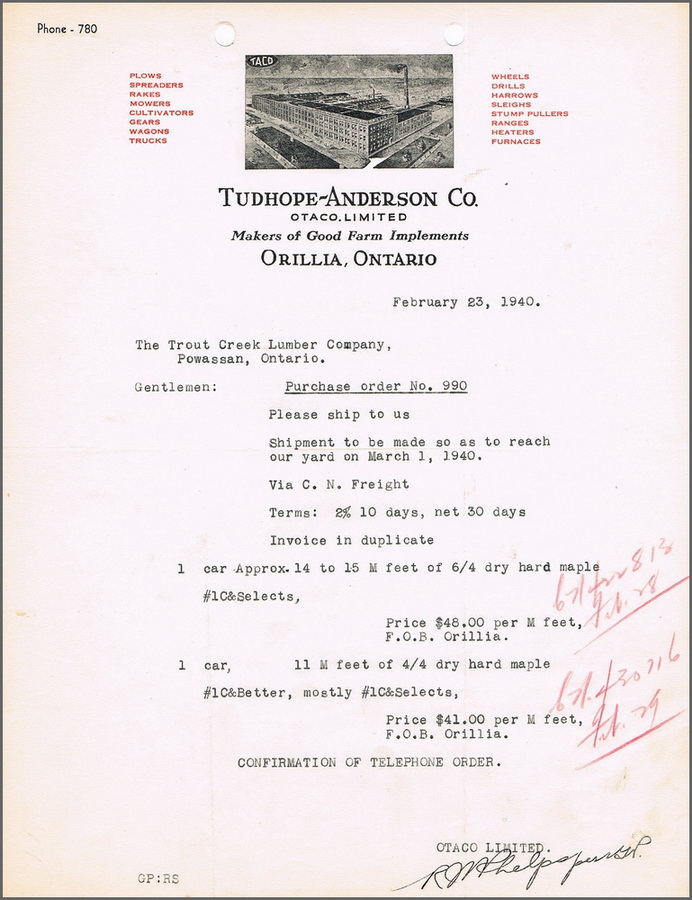 Phone - 780
TACO
PLOWS
SPREADERS
RAKES
MOWERS
CULTIVATORS
GEARS
WAGONS
TRUCKS
WHEELS
DRILLS
HARROWS
SLEIGHS
STUMP PULLERS
RANGES
HEATERS
FURNACES
TUDHOPE-ANDERSON CO.
OTACO, LIMITED
Makers of Good Farm Implements
ORILLIA, ONTARIO
February 23, 1940.
The Trout Creek Lumber Company,
Powassan, Ontario.
Gentlemen: Purchase order No. 990
Please ship to us
Shipment to be made so as to reach
our yard on March 1, 1940.
Via C. N. Freight
Terms: 2% 10 days, net 30 days
Invoice in duplicate
1 car Approx. 14 to 15 M feet of 6/4 dry hard maple
#1C&Selects,
Price $48.00 per M feet,
F.O.B. Orillia.
Feb. 28
1 car, 11 M feet of 4/4 dry hard maple
#1C&Better, mostly #1C&Selects,
Price $41.00 per M feet,
F.O.B. Orillia.
Feb. 29
CONFIRMATION OF TELEPHONE ORDER.
OTACO LIMITED.
GP:RS